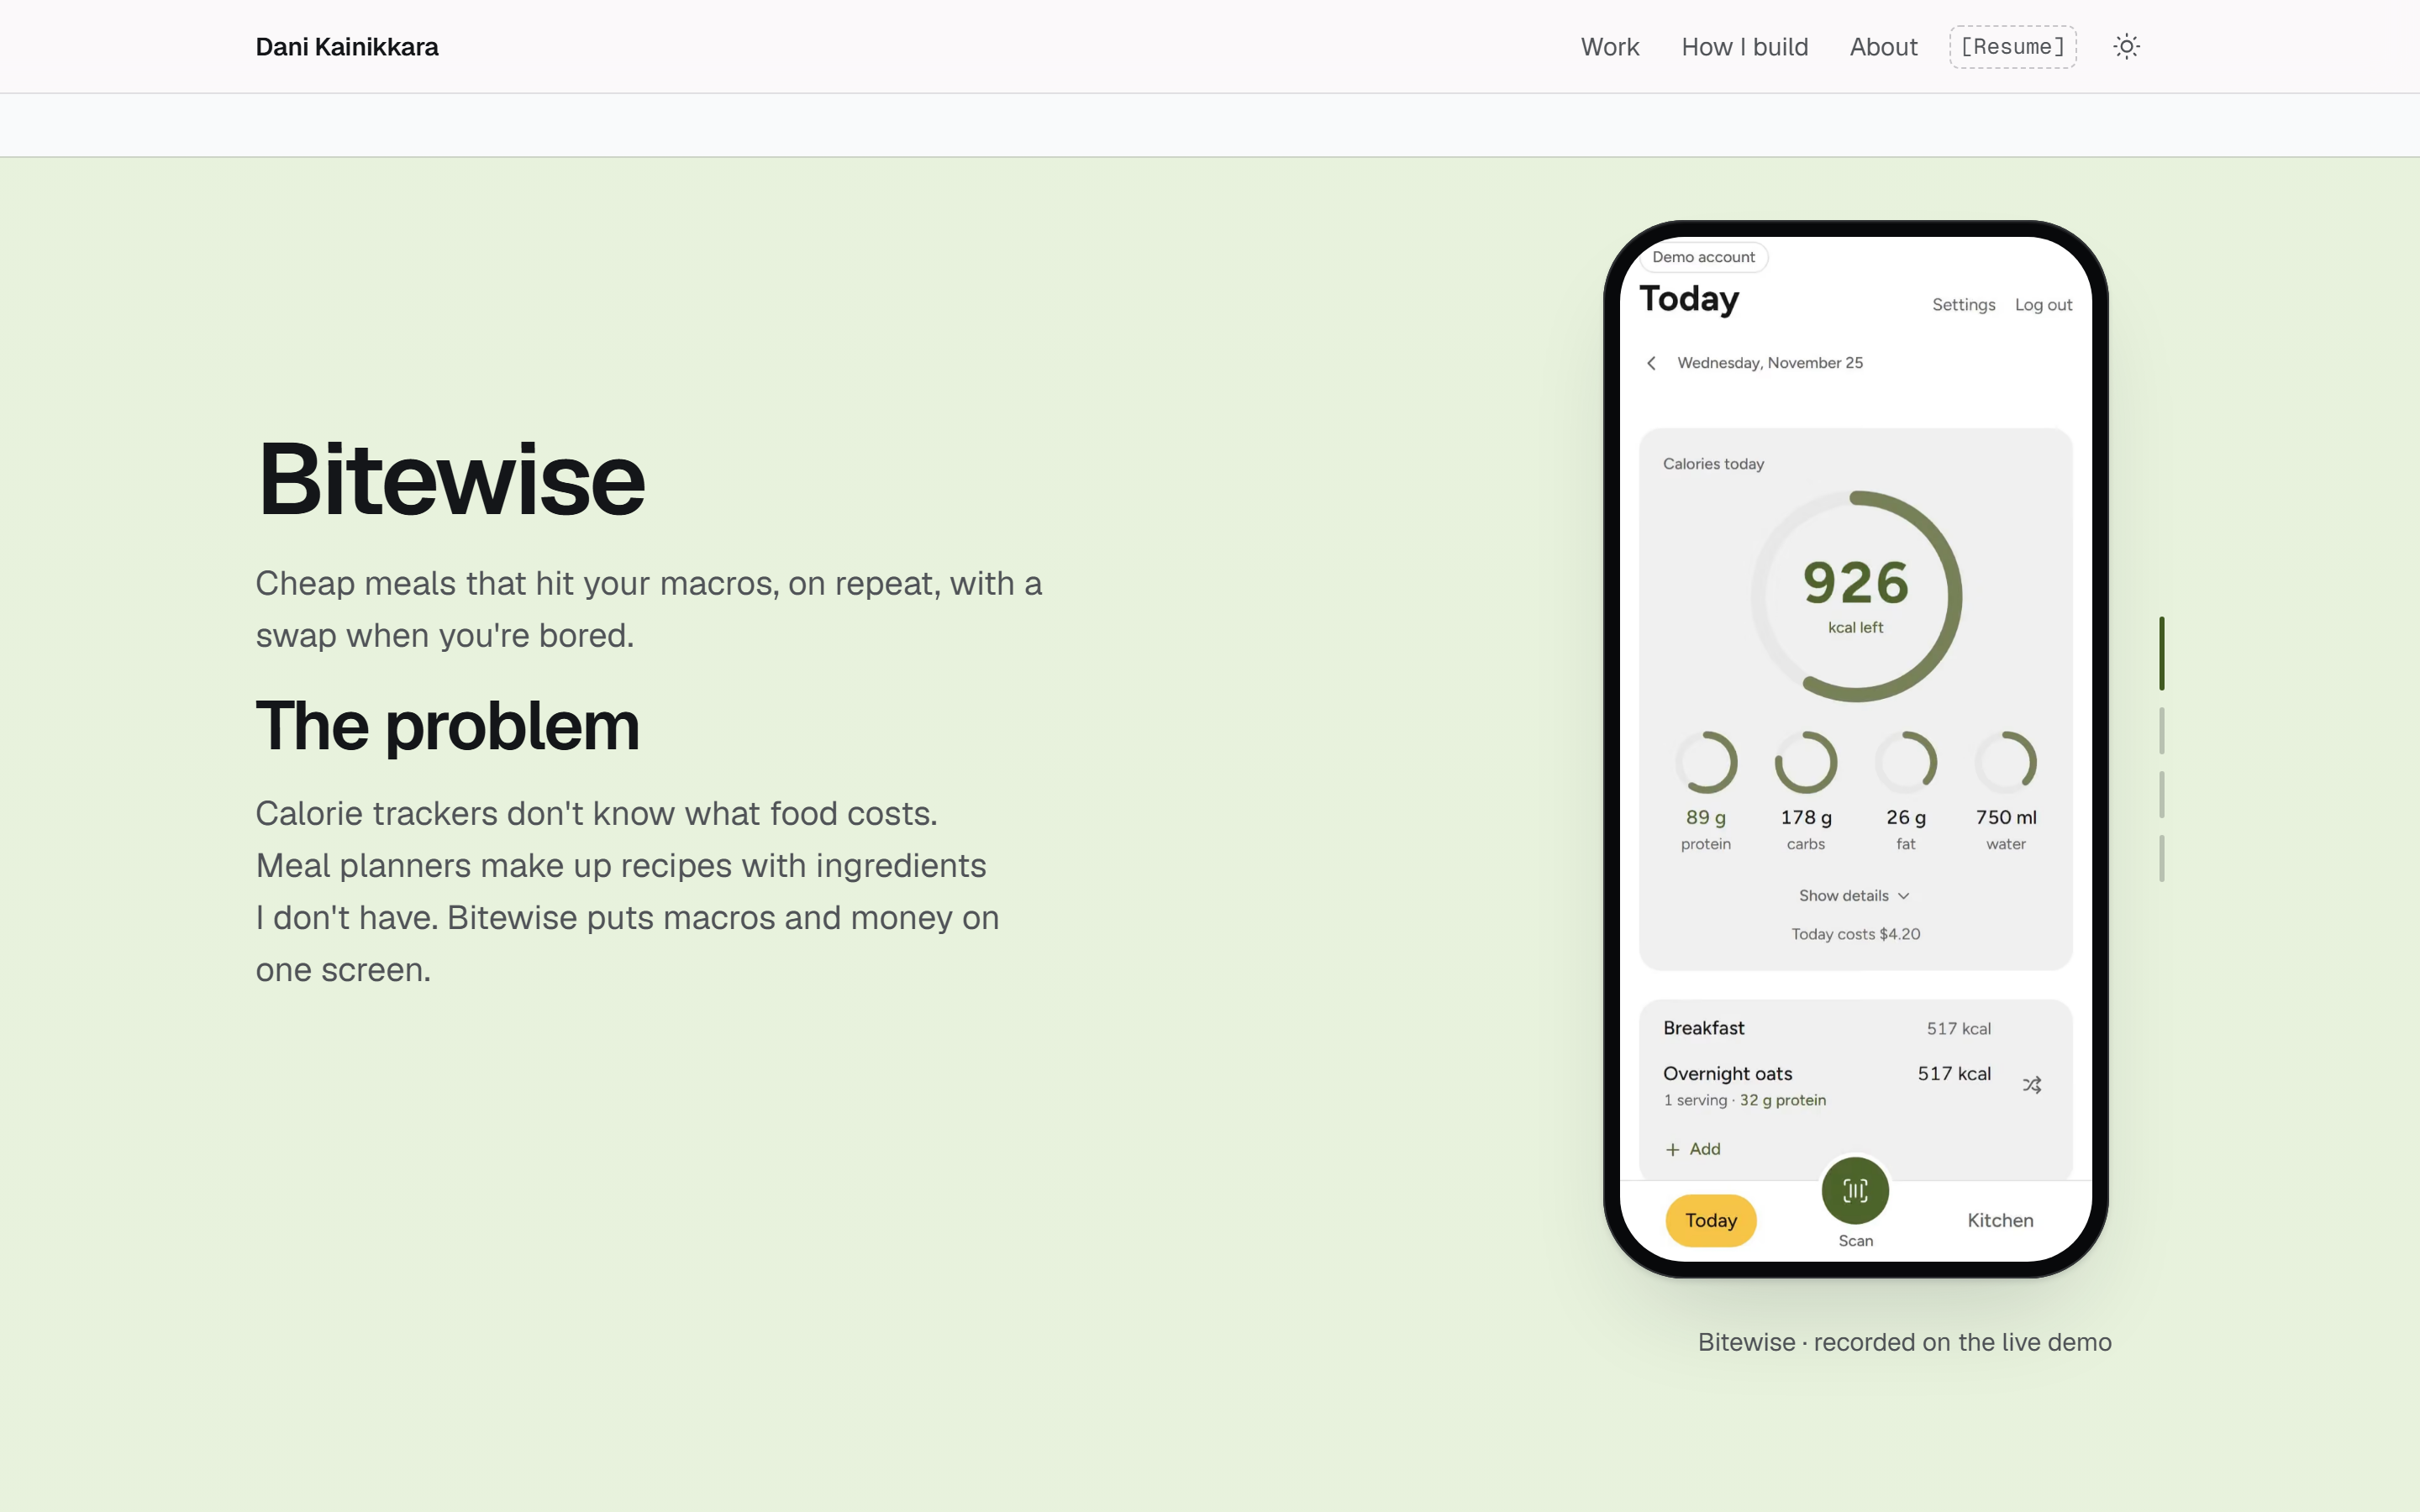 Dani Kainikkara
Work How I build About [Resume]
Bitewise
Cheap meals that hit your macros, on repeat, with a
swap when you're bored.
The problem
Calorie trackers don't know what food costs.
Meal planners make up recipes with ingredients
I don't have. Bitewise puts macros and money on
one screen.
Demo account
Today
Settings Log out
Wednesday, November 25
Calories today
926
kcal left
89 g 178 g 26 g 750 ml
protein carbs fat water
Show details
Today costs $4.20
Breakfast 517 kcal
Overnight oats 517 kcal
1 serving · 32 g protein
+ Add
Today Scan Kitchen
Bitewise · recorded on the live demo